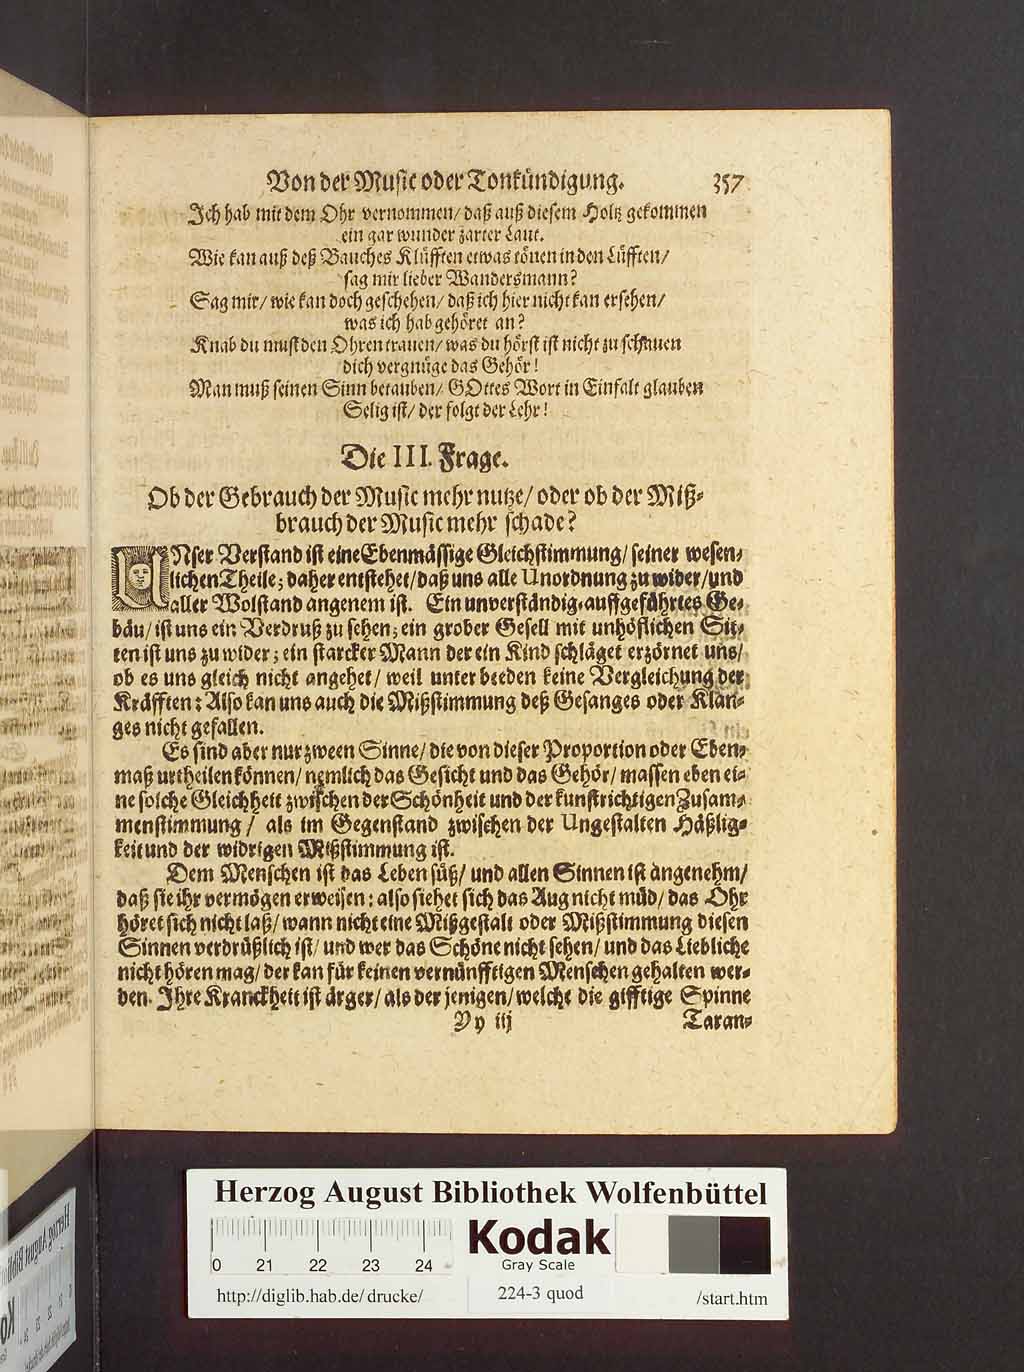 Von der Music oder Tonkündigung. 357
Ich hab mit dem Ohr vernommen/ daß auß diesem Holtz gekommen
ein gar wunder zarter Laut.
Wie kan auß deß Bauches Klüfften etwas tönen in den Lüfften/
sag mir lieber Wandersmann?
Sag mir/ wie kan doch geschehen/ daß ich hier nicht kan ersehen/
was ich hab gehöret an?
Knab du must den Ohren trauen/ was du hörst ist nicht zu schauen
dich vergnüge das Gehör!
Man muß seinen Sinn betauben/ GOttes Wort in Einfalt glauben
Selig ist/ der folgt der Lehr!
Die III. Frage.
Ob der Gebrauch der Music mehr nutze/ oder ob der Miß-
brauch der Music mehr schade?
UNser Verstand ist eine Ebenmässige Gleichstimmung/ seiner wesen-
lichen Theile; daher entstehet/ daß uns alle Unordnung zu wider/ und
aller Wolstand angenem ist. Ein unverständig-auffgefährtes Ge-
bäu/ ist uns ein Verdruß zu sehen; ein grober Gesell mit unhöflichen Sit-
ten ist uns zu wider; ein starcker Mann der ein Kind schläget erzörnet uns/
ob es uns gleich nicht angehet/ weil unter beeden keine Vergleichung der
Kräfften: Also kan uns auch die Mißstimmung deß Gesanges oder Klan-
ges nicht gefallen.
Es sind aber nur zween Sinne/ die von dieser Proportion oder Eben-
maß urtheilen können/ nemlich das Gesicht und das Gehör/ massen eben ei-
ne solche Gleichheit zwischen der Schönheit und der kunstrichtigen Zusam-
menstimmung/ als im Gegenstand zwischen der Ungestalten Häßlig-
keit und der widrigen Mißstimmung ist.
Dem Menschen ist das Leben süß/ und allen Sinnen ist angenehm/
daß sie ihr vermögen erweisen: also siehet sich das Aug nicht müd/ das Ohr
höret sich nicht laß/ wann nicht eine Mißgestalt oder Mißstimmung diesen
Sinnen verdrüßlich ist/ und wer das Schöne nicht sehen/ und das Liebliche
nicht hören mag/ der kan für keinen vernünfftigen Menschen gehalten wer-
den. Ihre Kranckheit ist ärger/ als der jenigen/ welche die gifftige Spinne
Yy iij Taran-
Herzog August Bibliothek Wolfenbüttel
0 21 22 23 24
Kodak
Gray Scale
http://diglib.hab.de/drucke/ 224-3 quod /start.htm